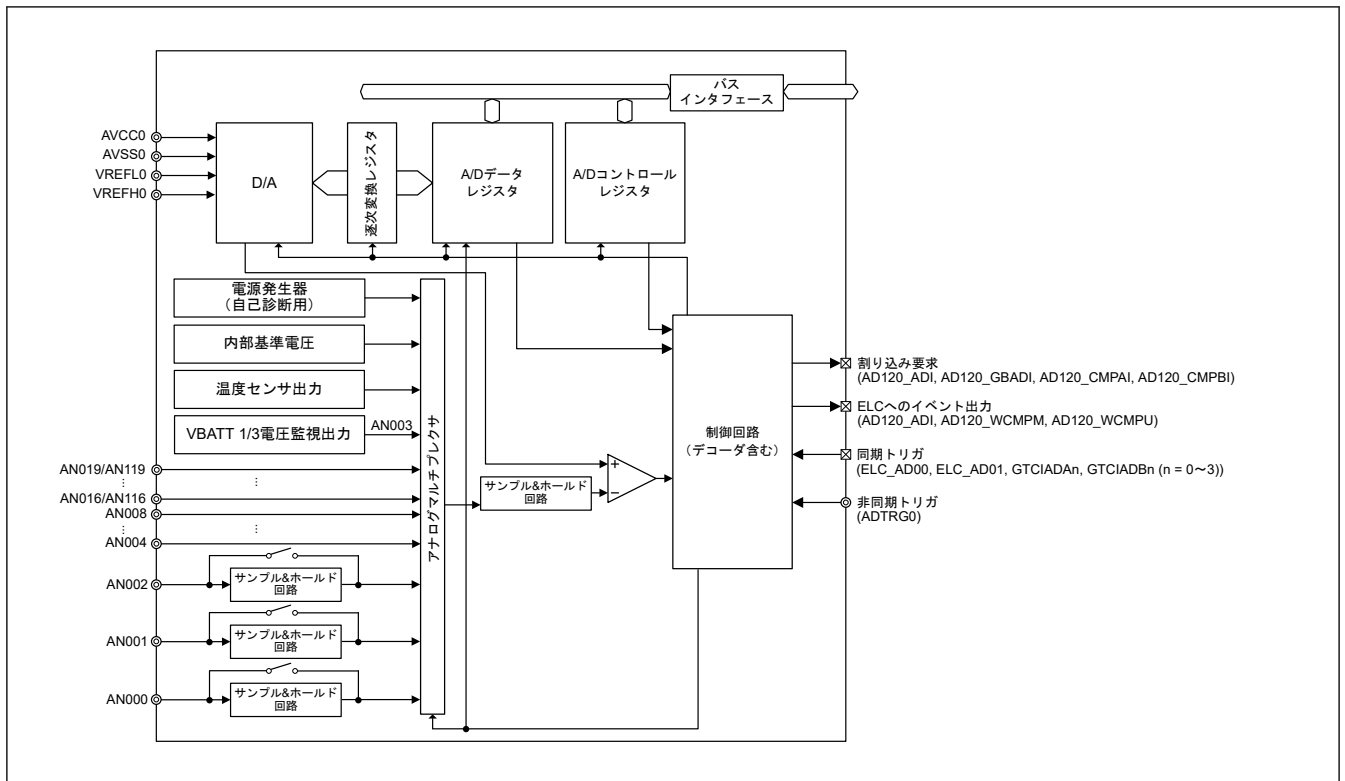 バス
インタフェース
AVCC0
AVSS0
VREFL0
VREFH0
D/A
逐次変換レジスタ
A/Dデータ
レジスタ
A/Dコントロール
レジスタ
電源発生器
(自己診断用)
内部基準電圧
温度センサ出力
VBATT 1/3電圧監視出力
AN003
アナログマルチプレクサ
AN019/AN119
AN016/AN116
AN008
AN004
AN002
サンプル&ホールド
回路
AN001
サンプル&ホールド
回路
AN000
サンプル&ホールド
回路
サンプル&ホールド
回路
+
−
制御回路
(デコーダ含む)
割り込み要求
(AD120_ADI, AD120_GBADI, AD120_CMPAI, AD120_CMPBI)
ELCへのイベント出力
(AD120_ADI, AD120_WCMPM, AD120_WCMPU)
同期トリガ
(ELC_AD00, ELC_AD01, GTCIADAn, GTCIADBn (n = 0～3))
非同期トリガ
(ADTRG0)